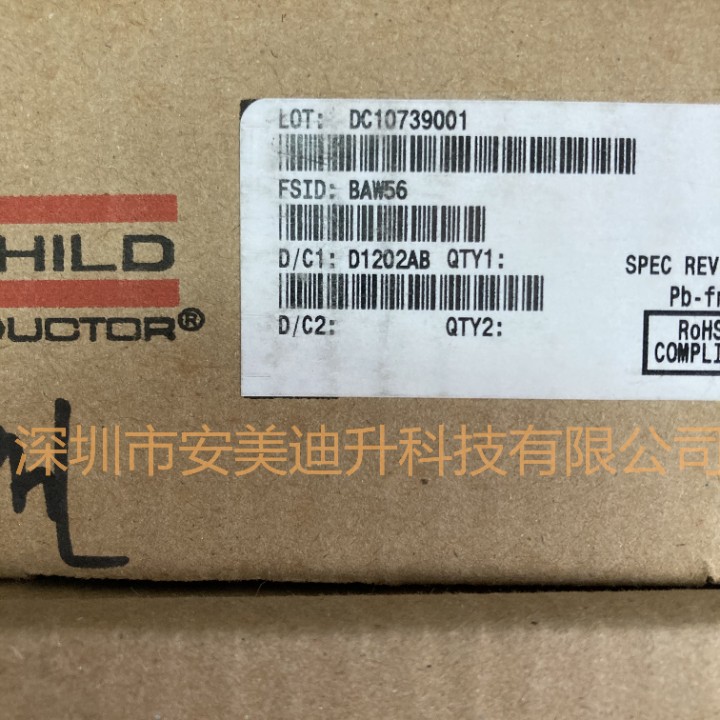 HILD
DUCTOR®
LOT: DC10739001
FSID: BAW56
D/C1: D1202AB QTY1:
D/C2: QTY2:
SPEC REV
Pb-fr
RoHS
COMPLI
深圳市安美迪升科技有限公司